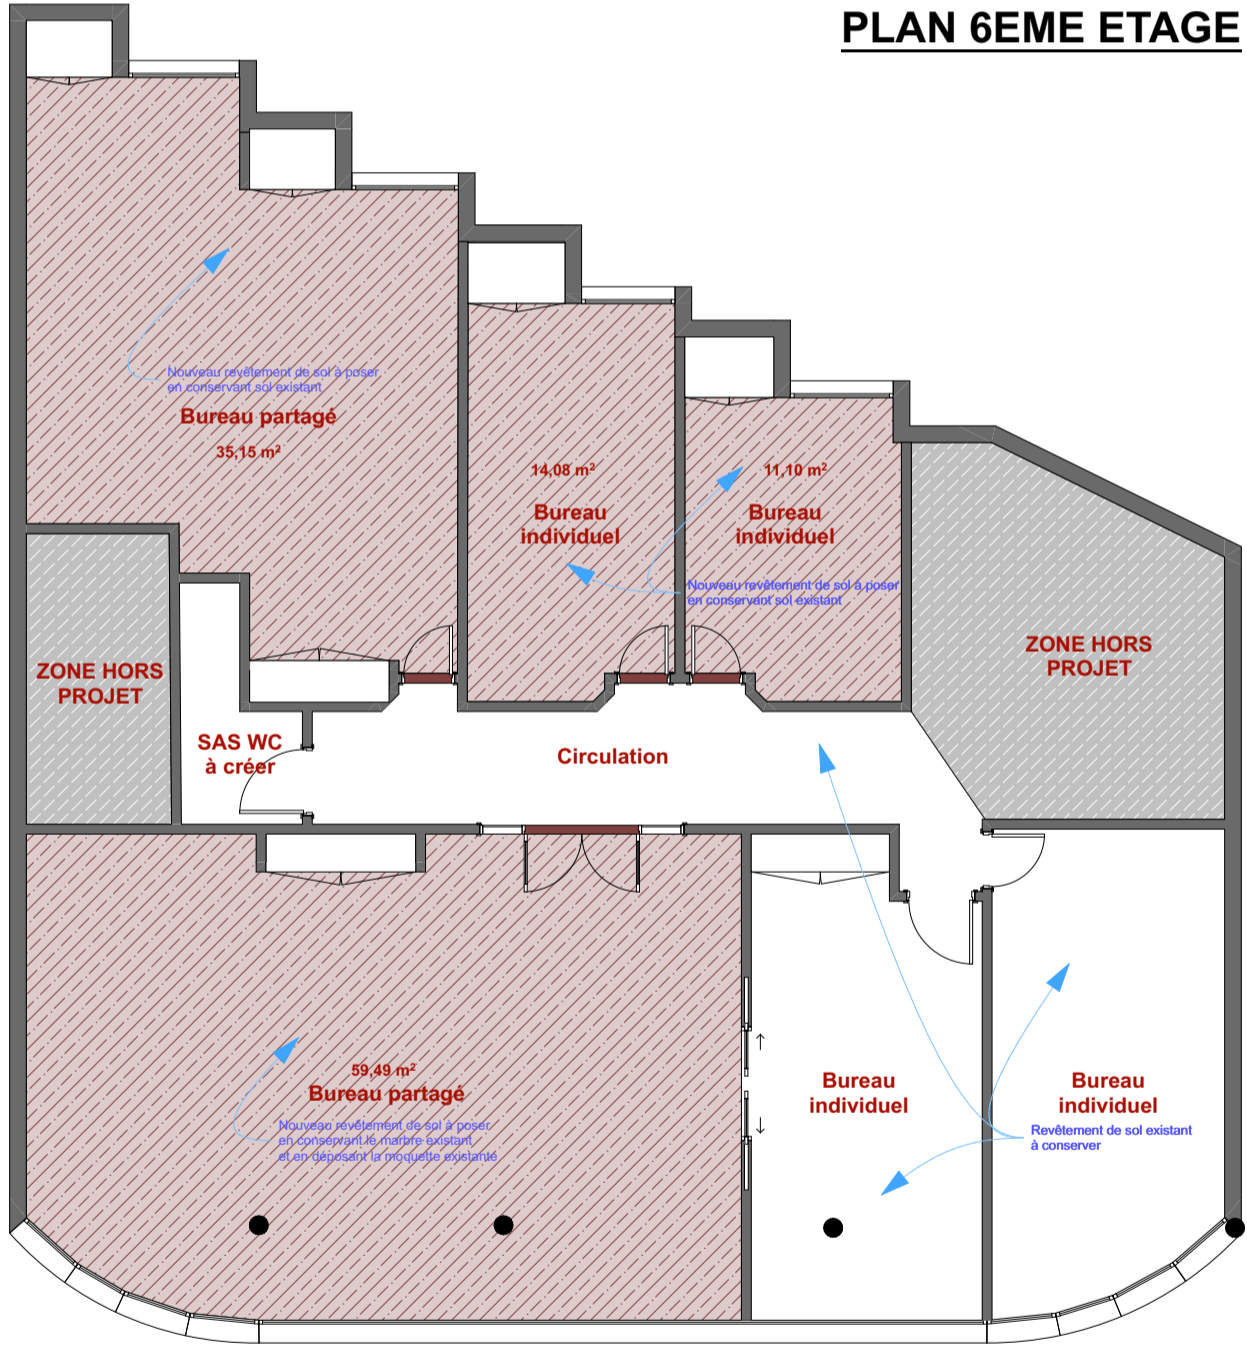 PLAN 6EME ETAGE
Nouveau revêtement de sol à poser
en conservant sol existant
Bureau partagé
35,15 m²
14,08 m²
Bureau
individuel
11,10 m²
Bureau
individuel
Nouveau revêtement de sol à poser
en conservant sol existant
ZONE HORS
PROJET
ZONE HORS
PROJET
SAS WC
à créer
Circulation
59,49 m²
Bureau partagé
Nouveau revêtement de sol à poser
en conservant le marbre existant
et en déposant la moquette existante
Bureau
individuel
Bureau
individuel
Revêtement de sol existant
à conserver